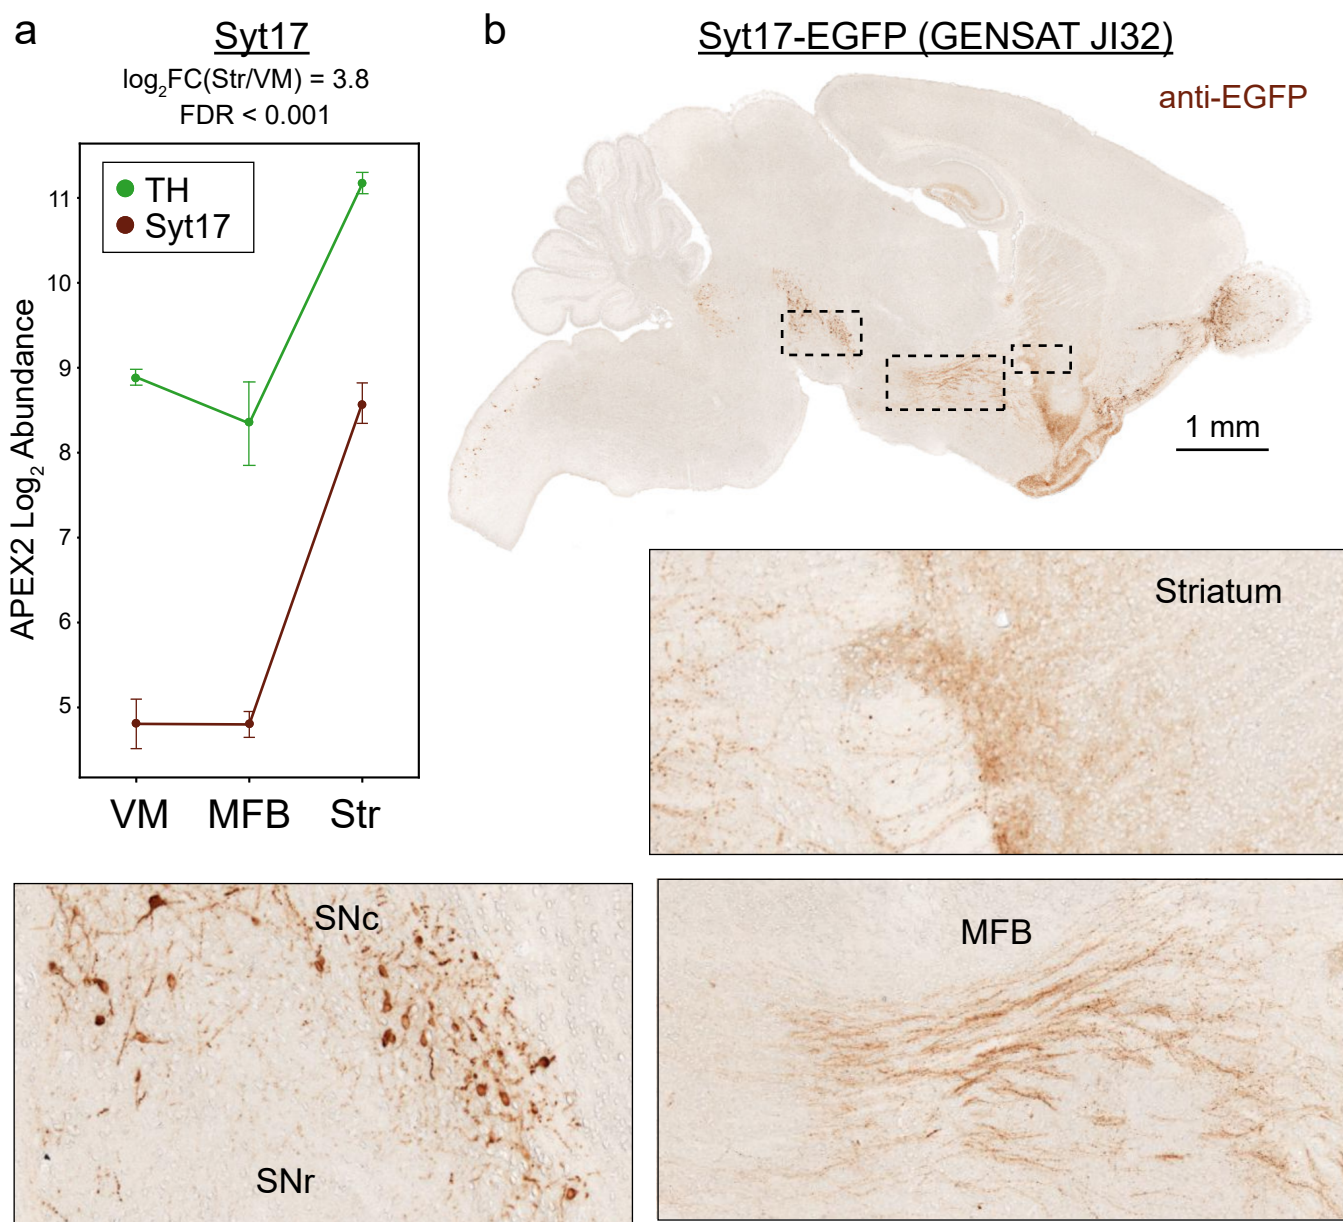 a
Syt17
log₂FC(Str/VM) = 3.8
FDR < 0.001
TH
Syt17
APEX2 Log₂ Abundance
11
10
9
8
7
6
5
VM MFB Str
b
Syt17-EGFP (GENSAT JI32)
anti-EGFP
1 mm
Striatum
SNc
SNr
MFB